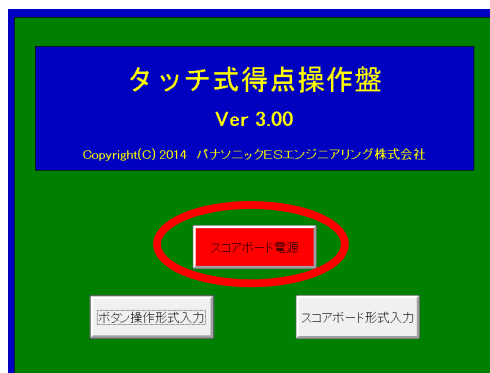 タッチ式得点操作盤
Ver 3.00
Copyright(C) 2014 パナソニックESエンジニアリング株式会社
スコアボード電源
ボタン操作形式入力
スコアボード形式入力